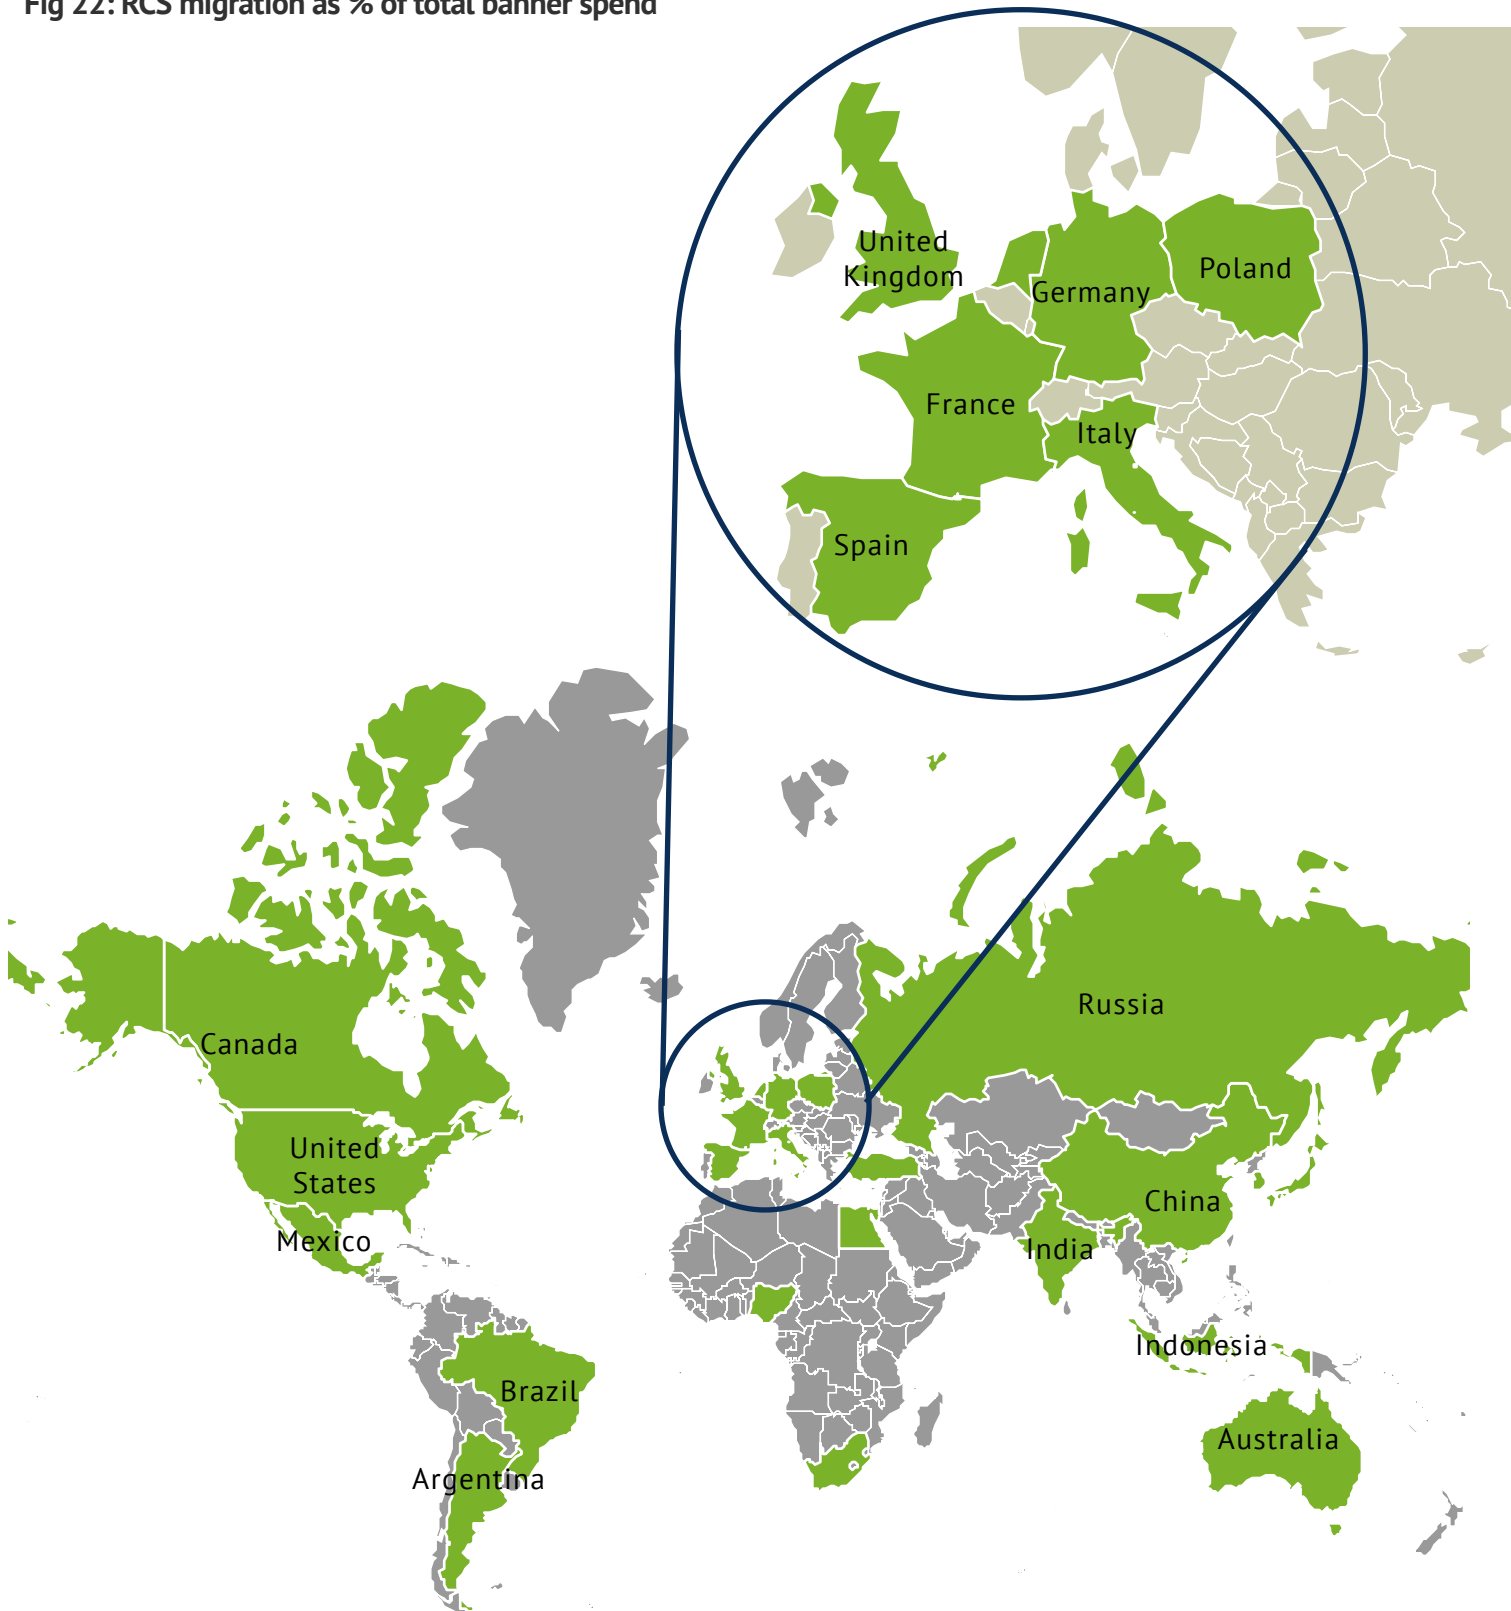 Fig 22: RCS migration as % of total banner spend
United
Kingdom
Poland
Germany
France
Italy
Spain
Russia
Canada
United
States
China
Mexico
India
Indonesia
Brazil
Australia
Argentina